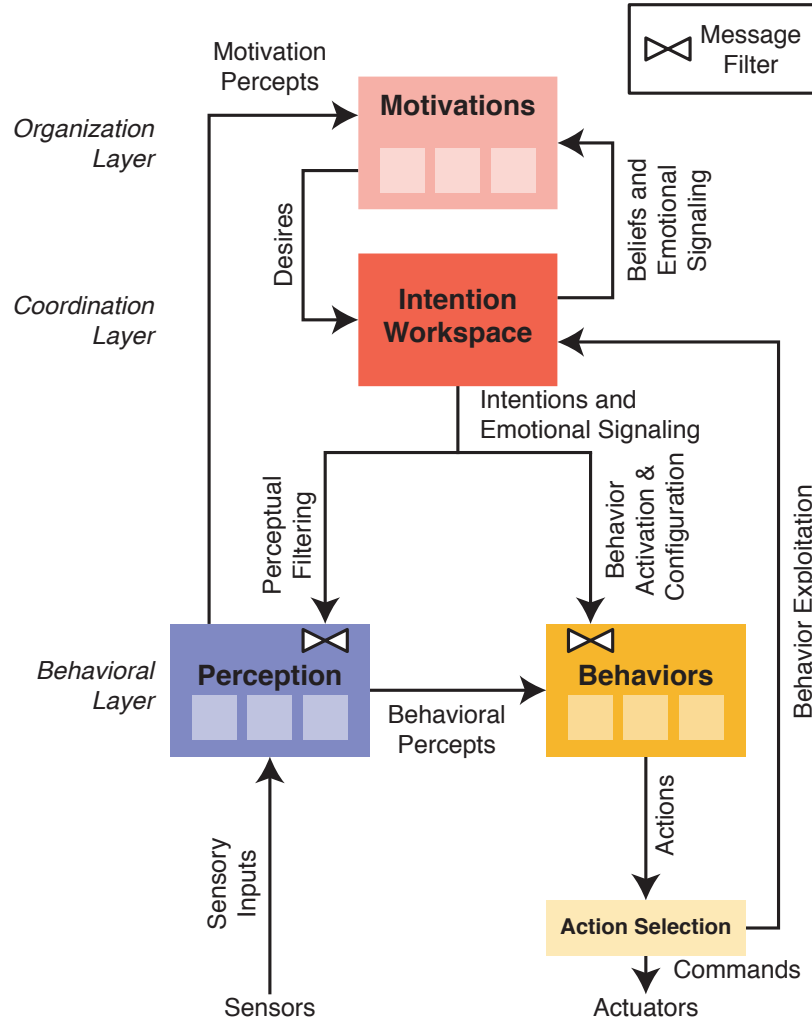 Message
Filter
Motivation
Percepts
Organization
Layer
Motivations
Desires
Beliefs and
Emotional
Signaling
Coordination
Layer
Intention
Workspace
Intentions and
Emotional Signaling
Perceptual
Filtering
Behavior
Activation &
Configuration
Behavior Exploitation
Behavioral
Layer
Perception
Behavioral
Percepts
Behaviors
Sensory
Inputs
Actions
Action Selection
Commands
Sensors
Actuators